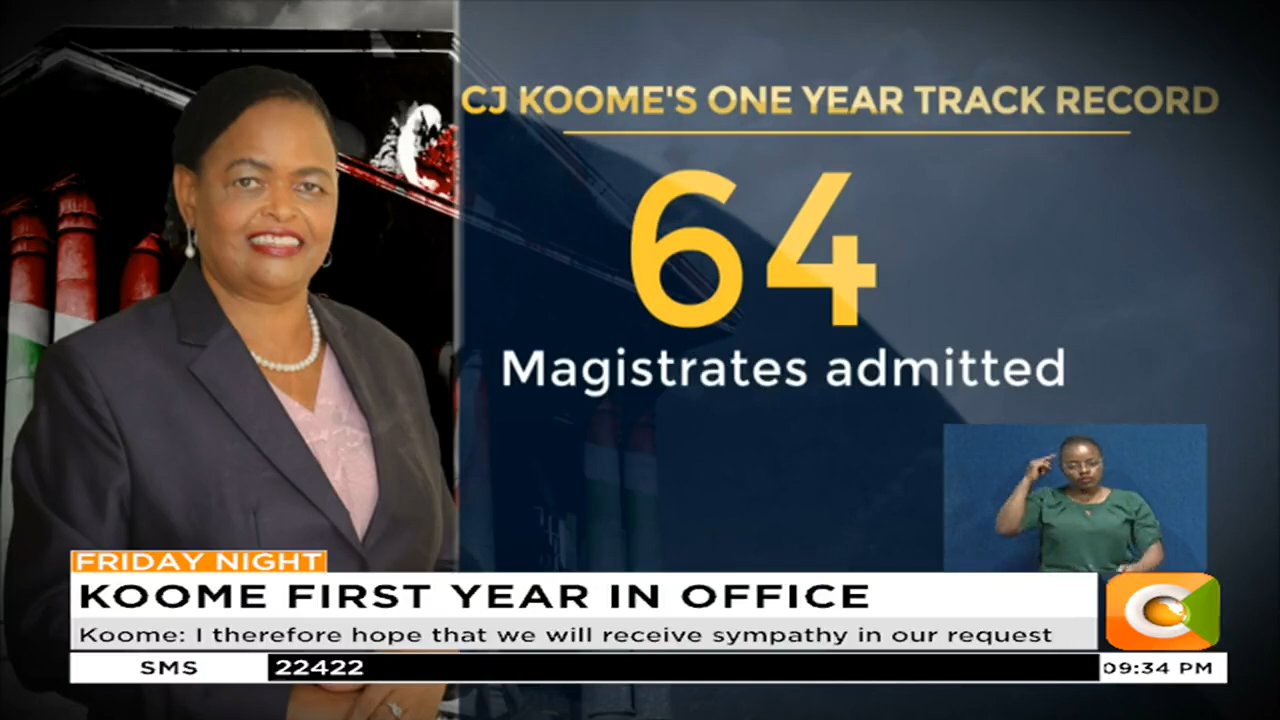 CJ KOOME'S ONE YEAR TRACK RECORD
64
Magistrates admitted
FRIDAY NIGHT
KOOME FIRST YEAR IN OFFICE
Koome: I therefore hope that we will receive sympathy in our request
SMS 22422 09:34 PM